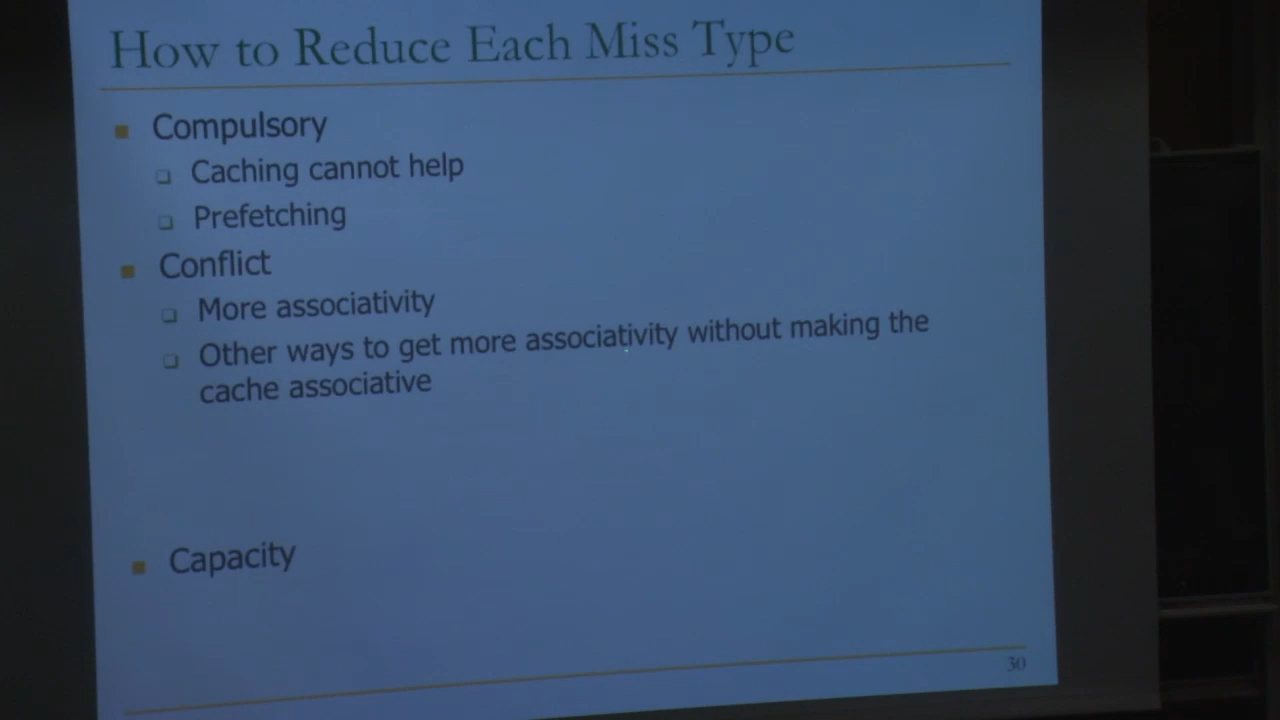 How to Reduce Each Miss Type
Compulsory
Caching cannot help
Prefetching
Conflict
More associativity
Other ways to get more associativity without making the
cache associative
Capacity
30